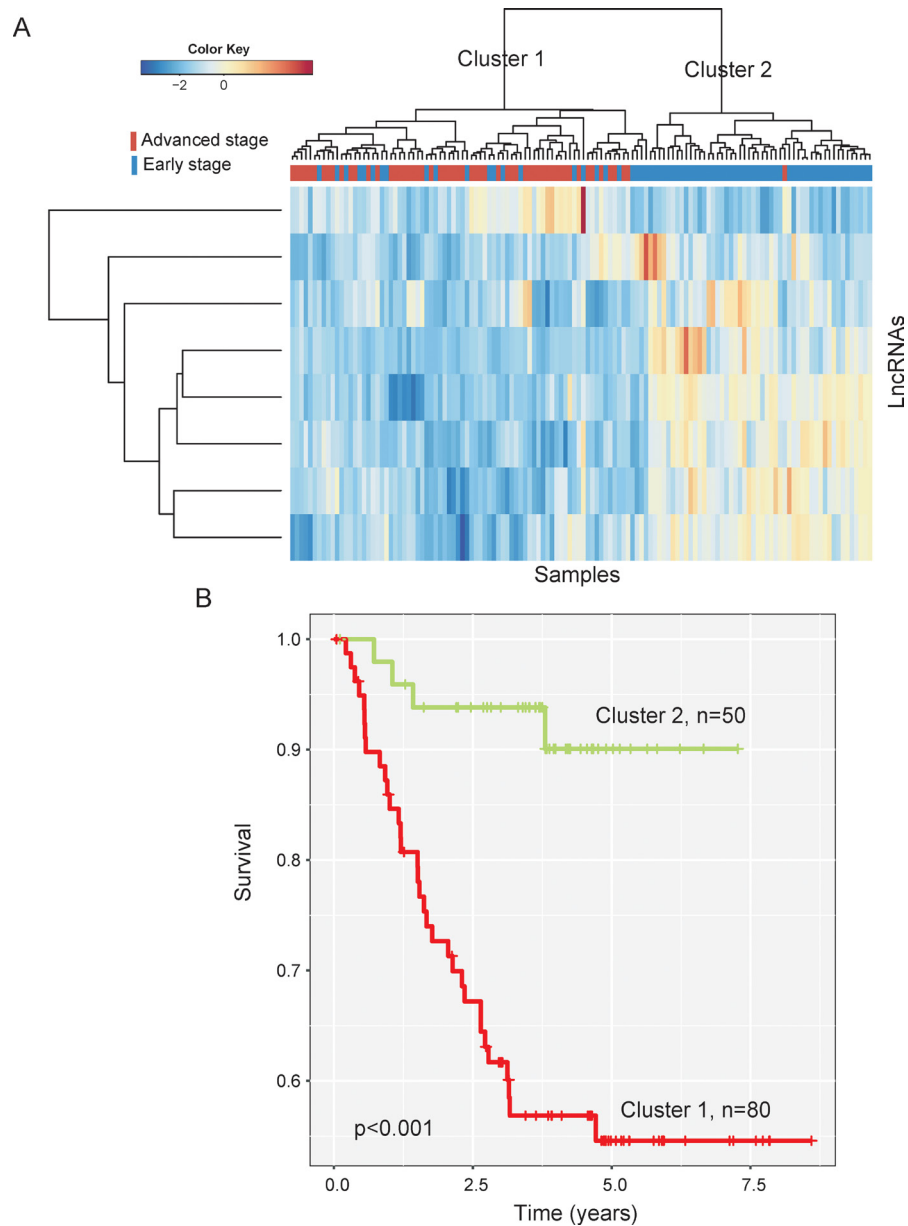 A
Color Key
−2 0
Cluster 1
Cluster 2
Advanced stage
Early stage
LncRNAs
Samples
B
1.0
0.9
0.8
0.7
0.6
Survival
Cluster 2, n=50
Cluster 1, n=80
p<0.001
0.0 2.5 5.0 7.5
Time (years)